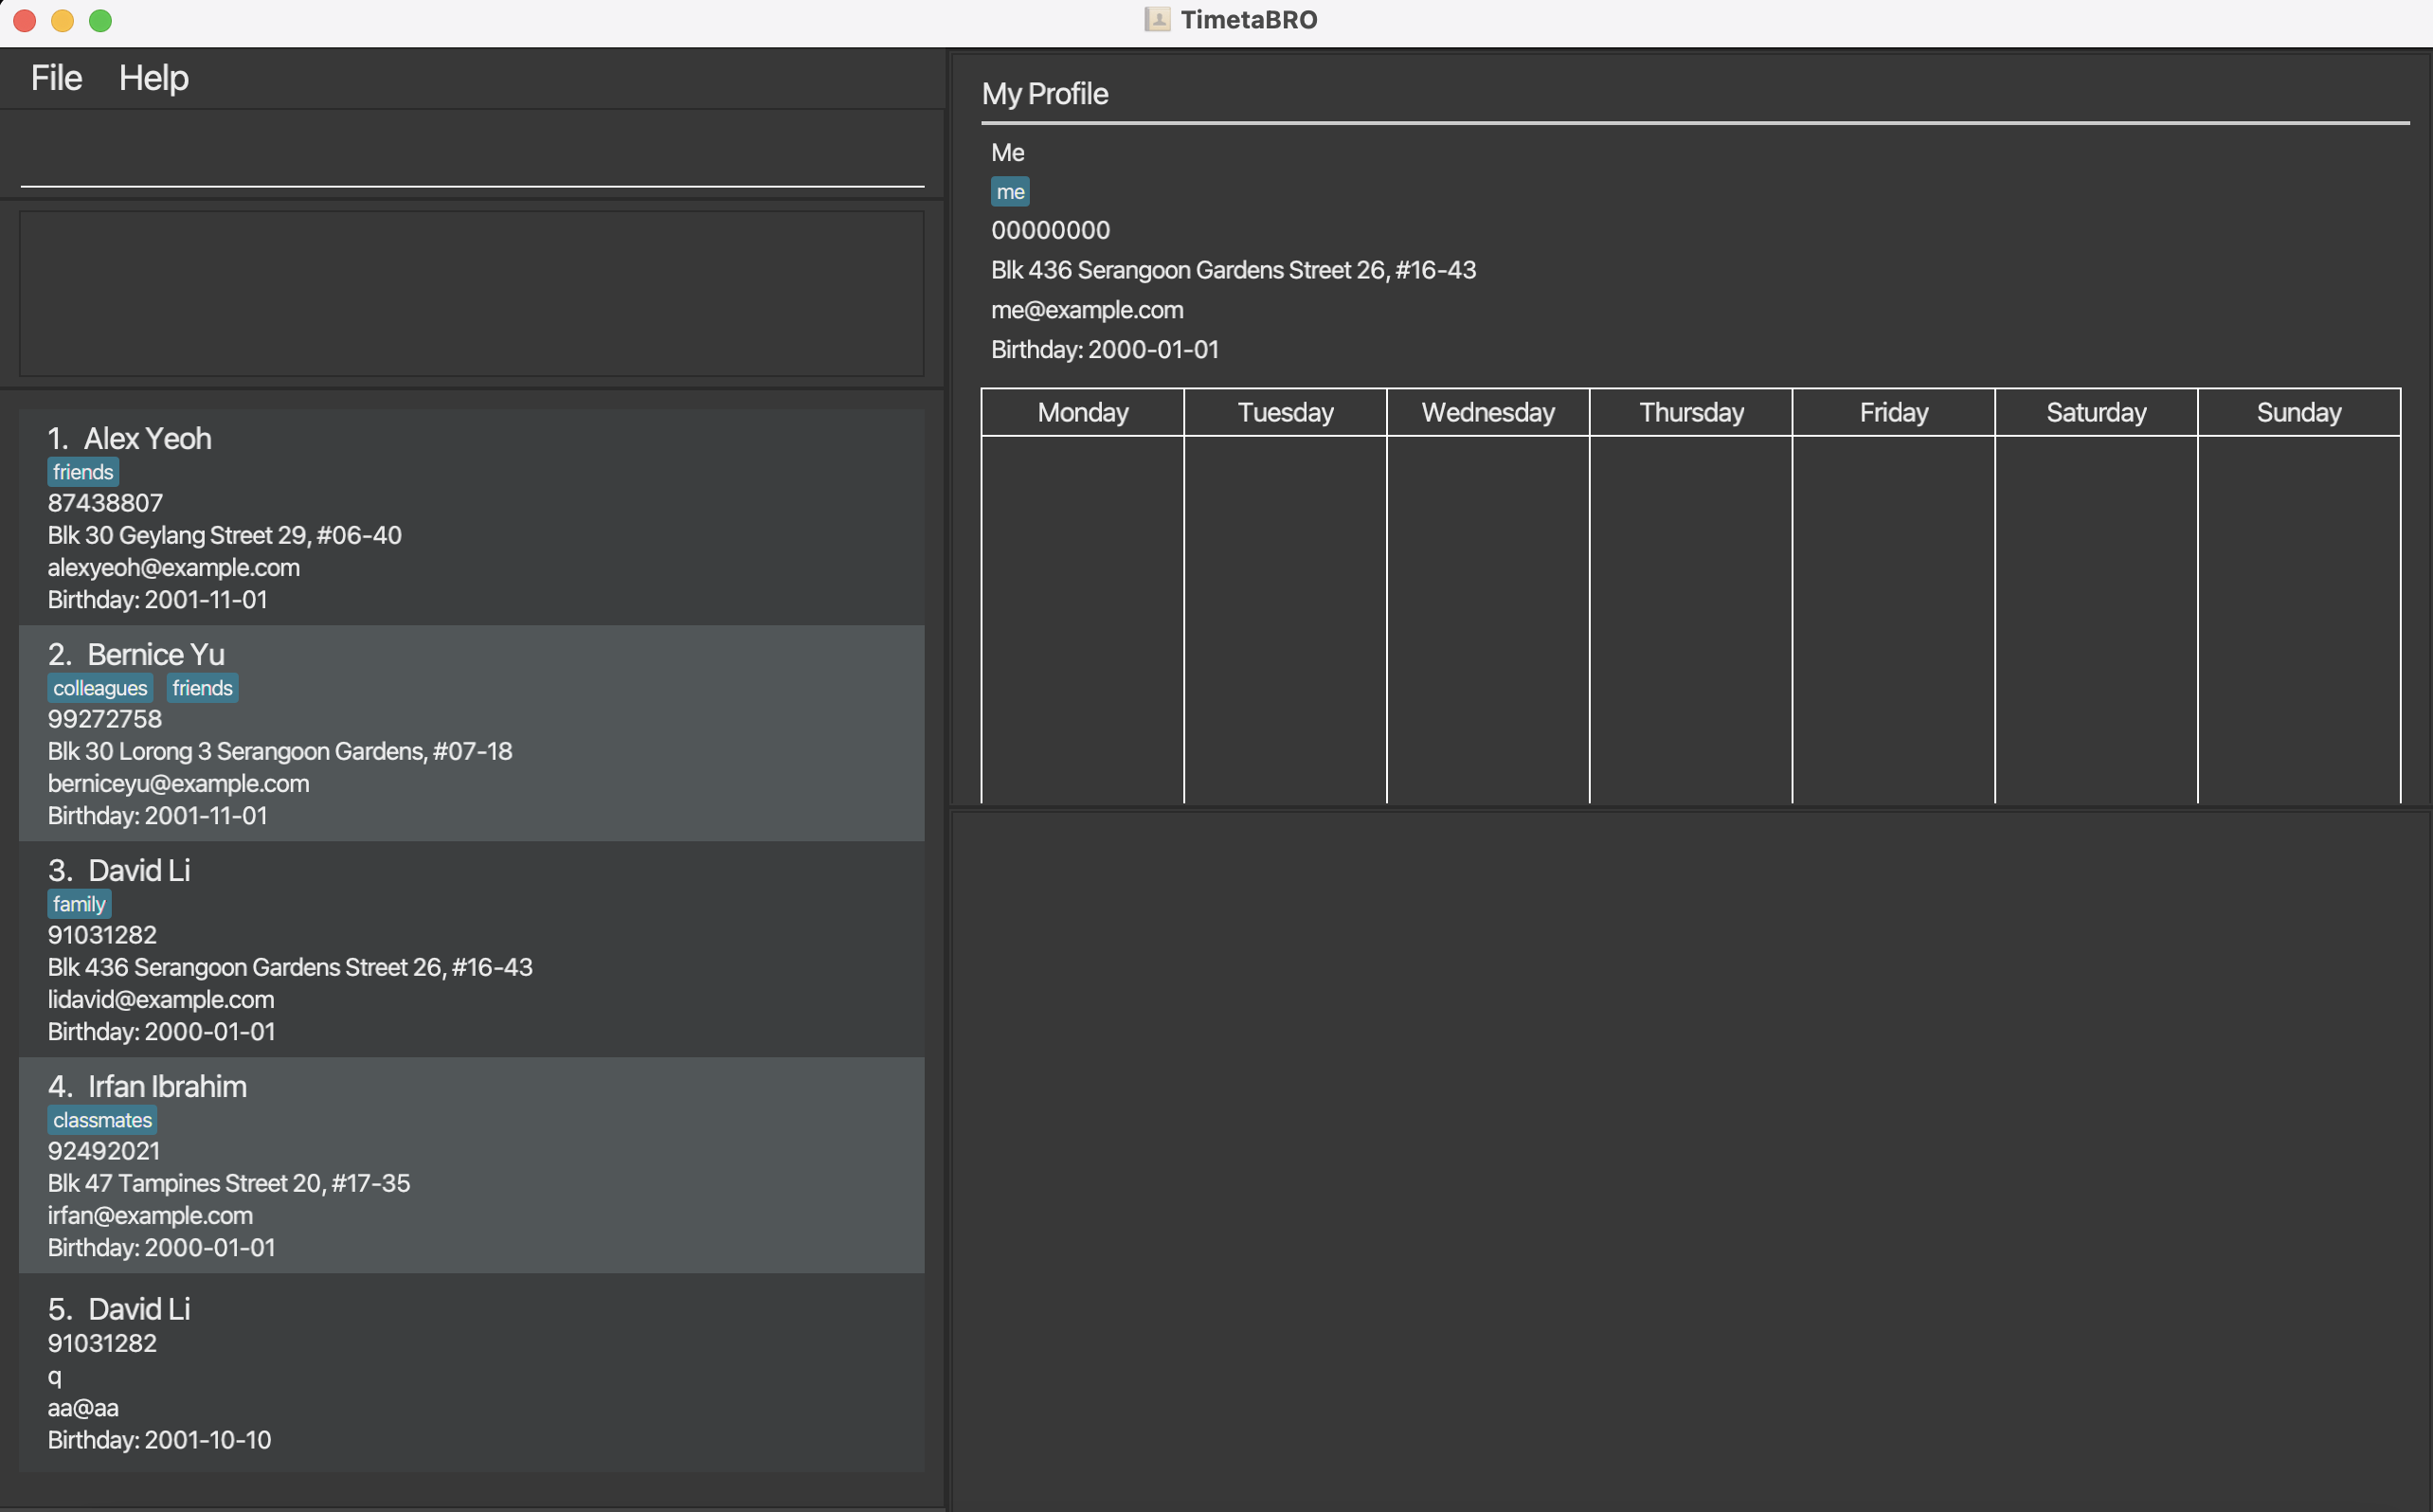 TimetaBRO
File Help
1. Alex Yeoh
friends
87438807
Blk 30 Geylang Street 29, #06-40
alexyeoh@example.com
Birthday: 2001-11-01
2. Bernice Yu
colleagues friends
99272758
Blk 30 Lorong 3 Serangoon Gardens, #07-18
berniceyu@example.com
Birthday: 2001-11-01
3. David Li
family
91031282
Blk 436 Serangoon Gardens Street 26, #16-43
lidavid@example.com
Birthday: 2000-01-01
4. Irfan Ibrahim
classmates
92492021
Blk 47 Tampines Street 20, #17-35
irfan@example.com
Birthday: 2000-01-01
5. David Li
91031282
q
aa@aa
Birthday: 2001-10-10
My Profile
Me
me
00000000
Blk 436 Serangoon Gardens Street 26, #16-43
me@example.com
Birthday: 2000-01-01
Monday Tuesday Wednesday Thursday Friday Saturday Sunday